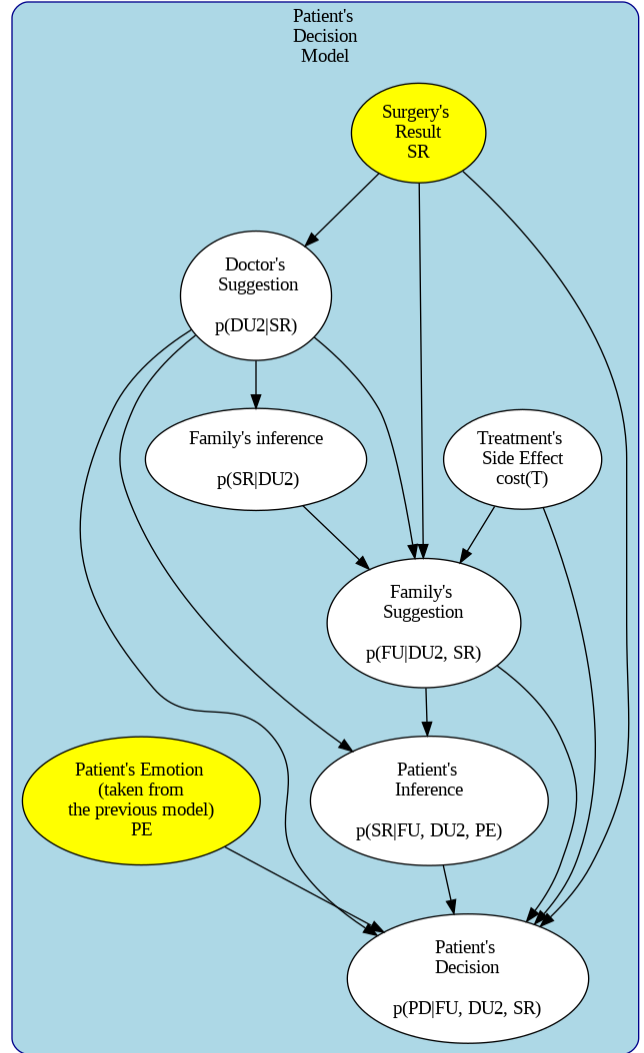 Patient's
Decision
Model
Surgery's
Result
SR
Doctor's
Suggestion
p(DU2|SR)
Family's inference
p(SR|DU2)
Treatment's
Side Effect
cost(T)
Family's
Suggestion
p(FU|DU2, SR)
Patient's Emotion
(taken from
the previous model)
PE
Patient's
Inference
p(SR|FU, DU2, PE)
Patient's
Decision
p(PD|FU, DU2, SR)